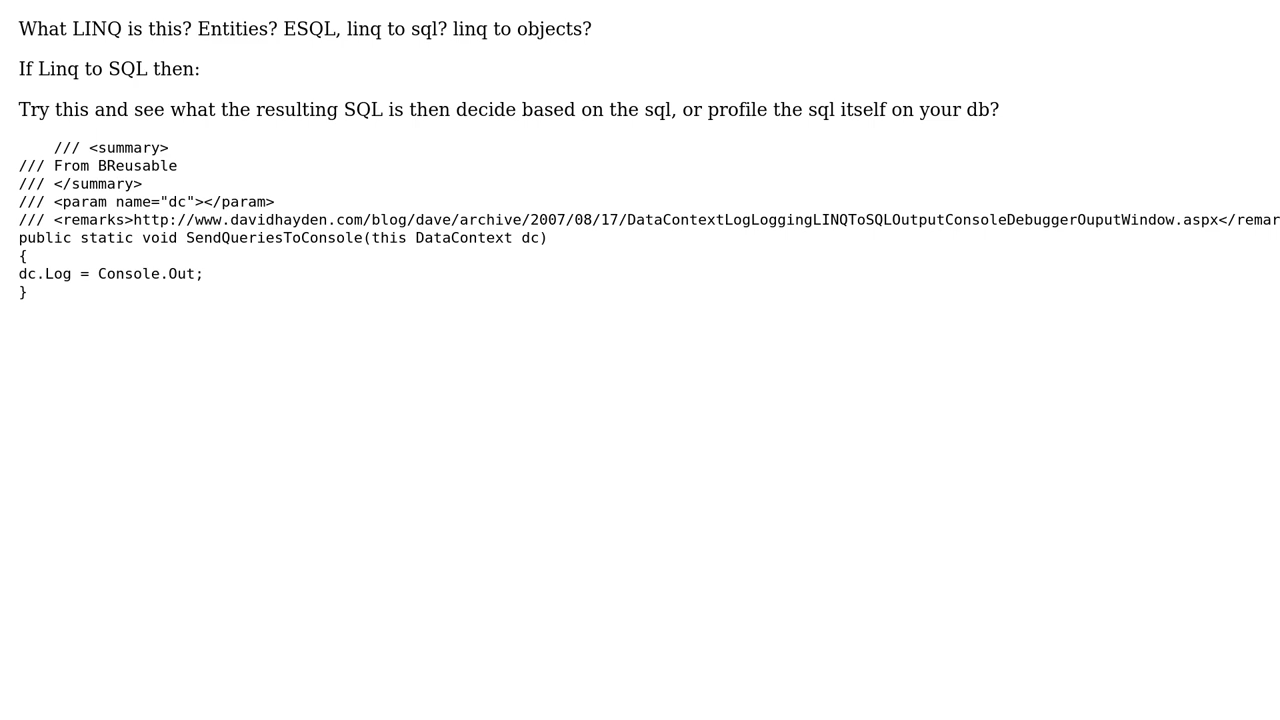 What LINQ is this? Entities? ESQL, linq to sql? linq to objects?
If Linq to SQL then:
Try this and see what the resulting SQL is then decide based on the sql, or profile the sql itself on your db?
/// <summary>
/// From BReusable
/// </summary>
/// <param name="dc"></param>
/// <remarks>http://www.davidhayden.com/blog/dave/archive/2007/08/17/DataContextLogLoggingLINQToSQLOutputConsoleDebuggerOuputWindow.aspx</remar
public static void SendQueriesToConsole(this DataContext dc)
{
dc.Log = Console.Out;
}